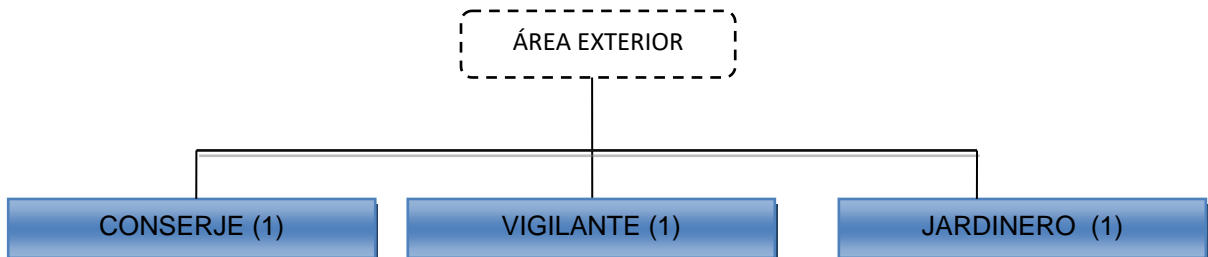 ÁREA EXTERIOR
CONSERJE (1)
VIGILANTE (1)
JARDINERO (1)